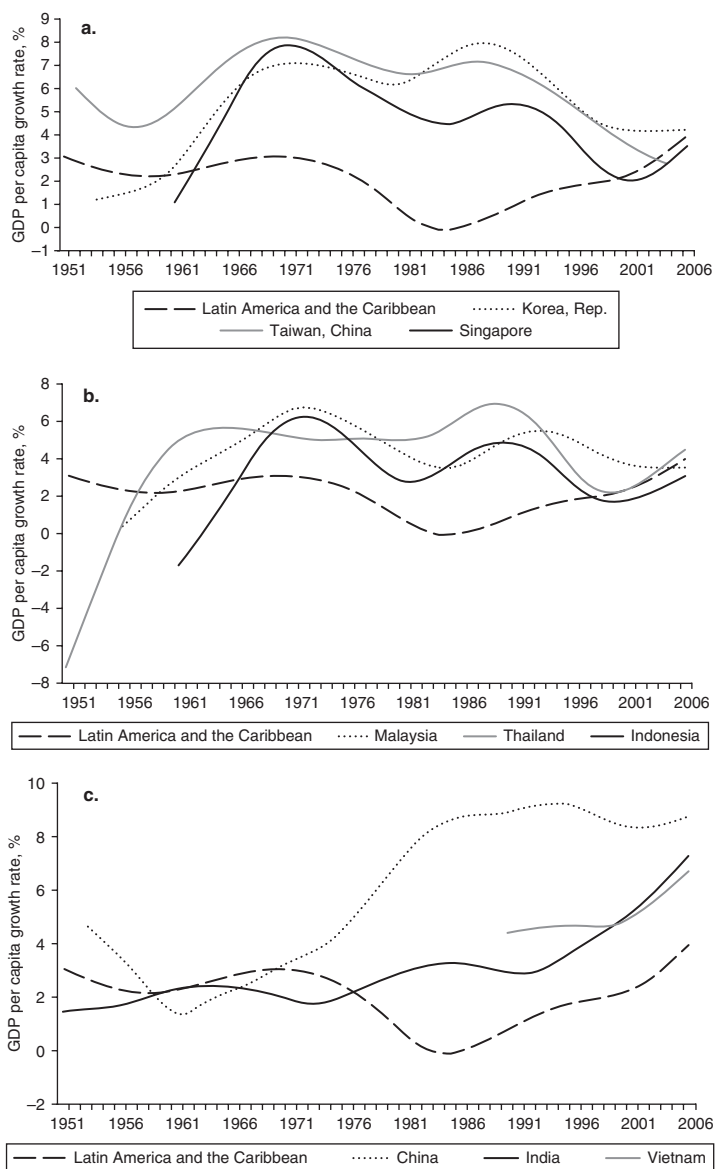 a.
GDP per capita growth rate, %
9
8
7
6
5
4
3
2
1
0
–1
1951 1956 1961 1966 1971 1976 1981 1986 1991 1996 2001 2006
Latin America and the Caribbean Korea, Rep.
Taiwan, China Singapore
b.
GDP per capita growth rate, %
8
6
4
2
0
–2
–4
–6
–8
1951 1956 1961 1966 1971 1976 1981 1986 1991 1996 2001 2006
Latin America and the Caribbean Malaysia Thailand Indonesia
c.
GDP per capita growth rate, %
10
8
6
4
2
0
–2
1951 1956 1961 1966 1971 1976 1981 1986 1991 1996 2001 2006
Latin America and the Caribbean China India Vietnam